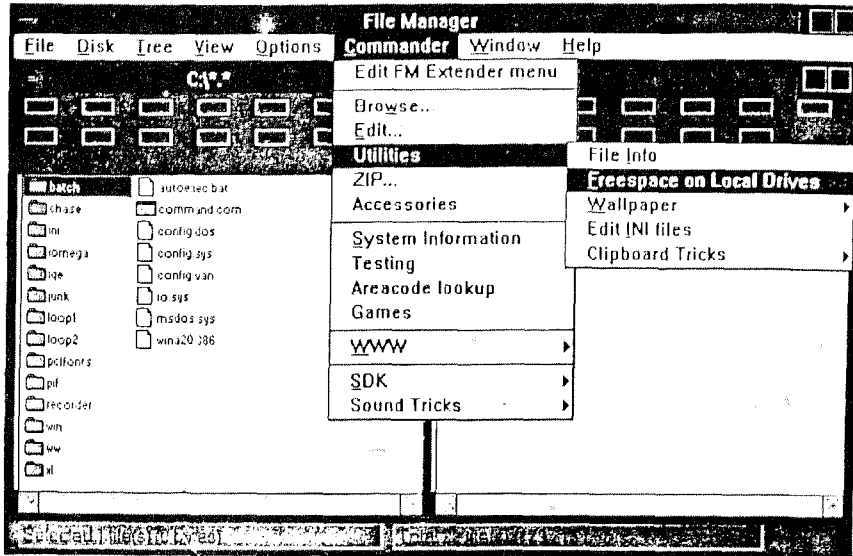 File Manager
File Disk Tree View Options Commander Window Help
C:\*.*
Edit FM Extender menu
Browse...
Edit...
Utilities
ZIP...
Accessories
System Information
Testing
Areacode lookup
Games
WWW
SDK
Sound Tricks
File Info
Freespace on Local Drives
Wallpaper
Edit INI files
Clipboard Tricks
batch
chase
ini
iomega
junk
loop1
loop2
pclfonts
pif
recorder
win
ww
xl
autoexec.bat
command.com
config.dos
config.sys
config.van
io.sys
msdos.sys
wina20.386